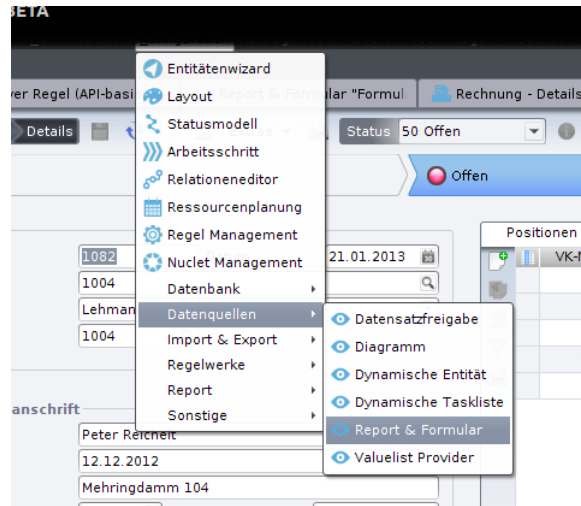 BETA
Entitätenwizard
ver Regel (API-basi
Layout
Report & Formular "Formul
Rechnung - Details
Details
Statusmodell
Status
50 Offen
Arbeitsschritt
Offen
Relationeneditor
Ressourcenplanung
Regel Management
Positionen
1082
21.01.2013
VK-
Nuclet Management
1004
Datenbank
Lehman
Datenquellen
Datensatzfreigabe
1004
Import & Export
Diagramm
Regelwerke
Dynamische Entität
Report
Dynamische Taskliste
anschrift
Sonstige
Report & Formular
Peter Reicheit
12.12.2012
Valuelist Provider
Mehringdamm 104